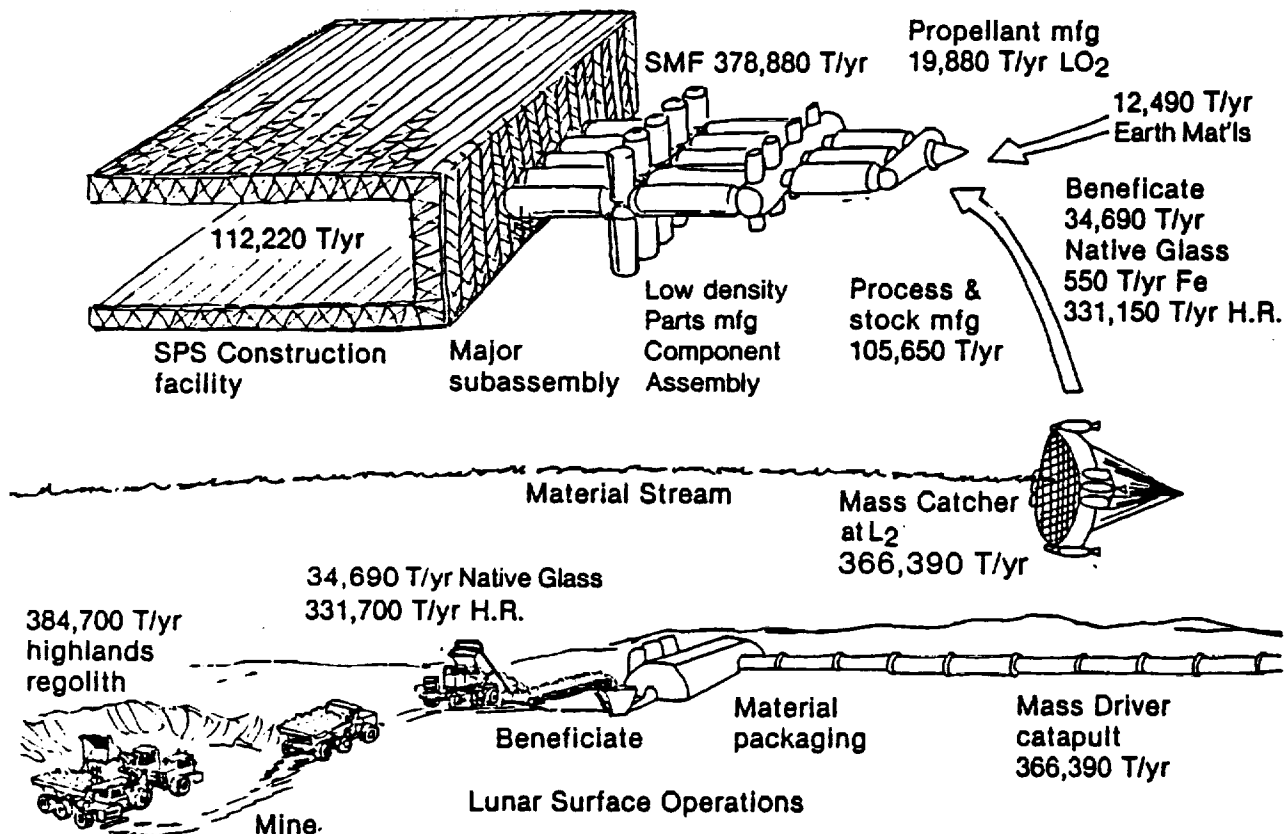 Propellant mfg
19,880 T/yr LO2
SMF 378,880 T/yr
12,490 T/yr
Earth Mat'ls
Beneficate
34,690 T/yr
Native Glass
550 T/yr Fe
331,150 T/yr H.R.
112,220 T/yr
SPS Construction
facility
Major
subassembly
Low density
Parts mfg
Component
Assembly
Process &
stock mfg
105,650 T/yr
Material Stream
Mass Catcher
at L2
366,390 T/yr
34,690 T/yr Native Glass
331,700 T/yr H.R.
384,700 T/yr
highlands
regolith
Beneficiate
Material
packaging
Mass Driver
catapult
366,390 T/yr
Lunar Surface Operations
Mine